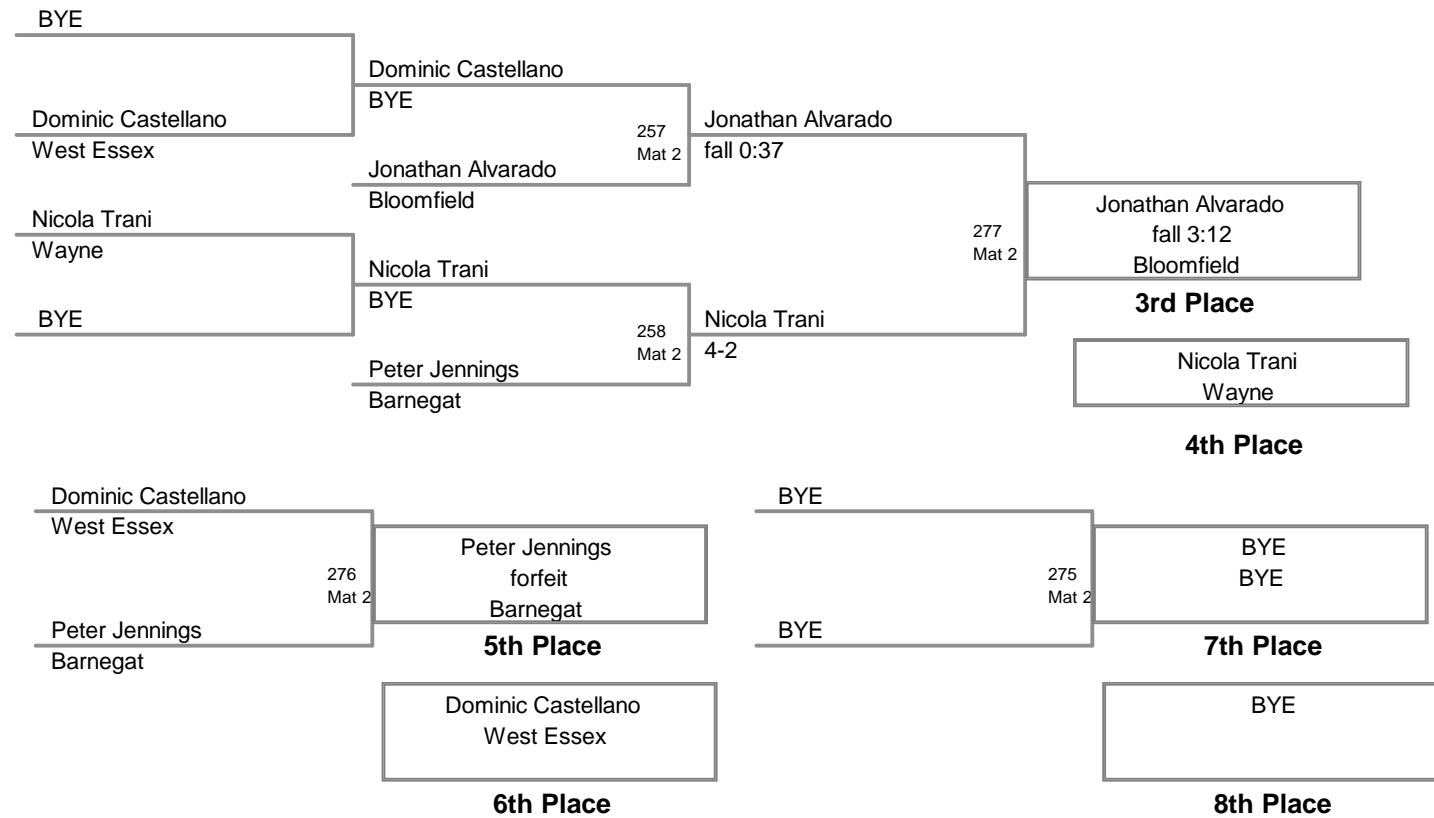 BYE
Dominic Castellano
West Essex
Nicola Trani
Wayne
BYE
Dominic Castellano
BYE
257
Mat 2
Jonathan Alvarado
Bloomfield
Nicola Trani
BYE
258
Mat 2
Peter Jennings
Barnegat
Jonathan Alvarado
fall 0:37
277
Mat 2
Nicola Trani
4-2
Jonathan Alvarado
fall 3:12
Bloomfield
3rd Place
Nicola Trani
Wayne
4th Place
Dominic Castellano
West Essex
276
Mat 2
Peter Jennings
Barnegat
Peter Jennings
forfeit
Barnegat
5th Place
Dominic Castellano
West Essex
6th Place
BYE
275
Mat 2
BYE
BYE
BYE
7th Place
BYE
8th Place